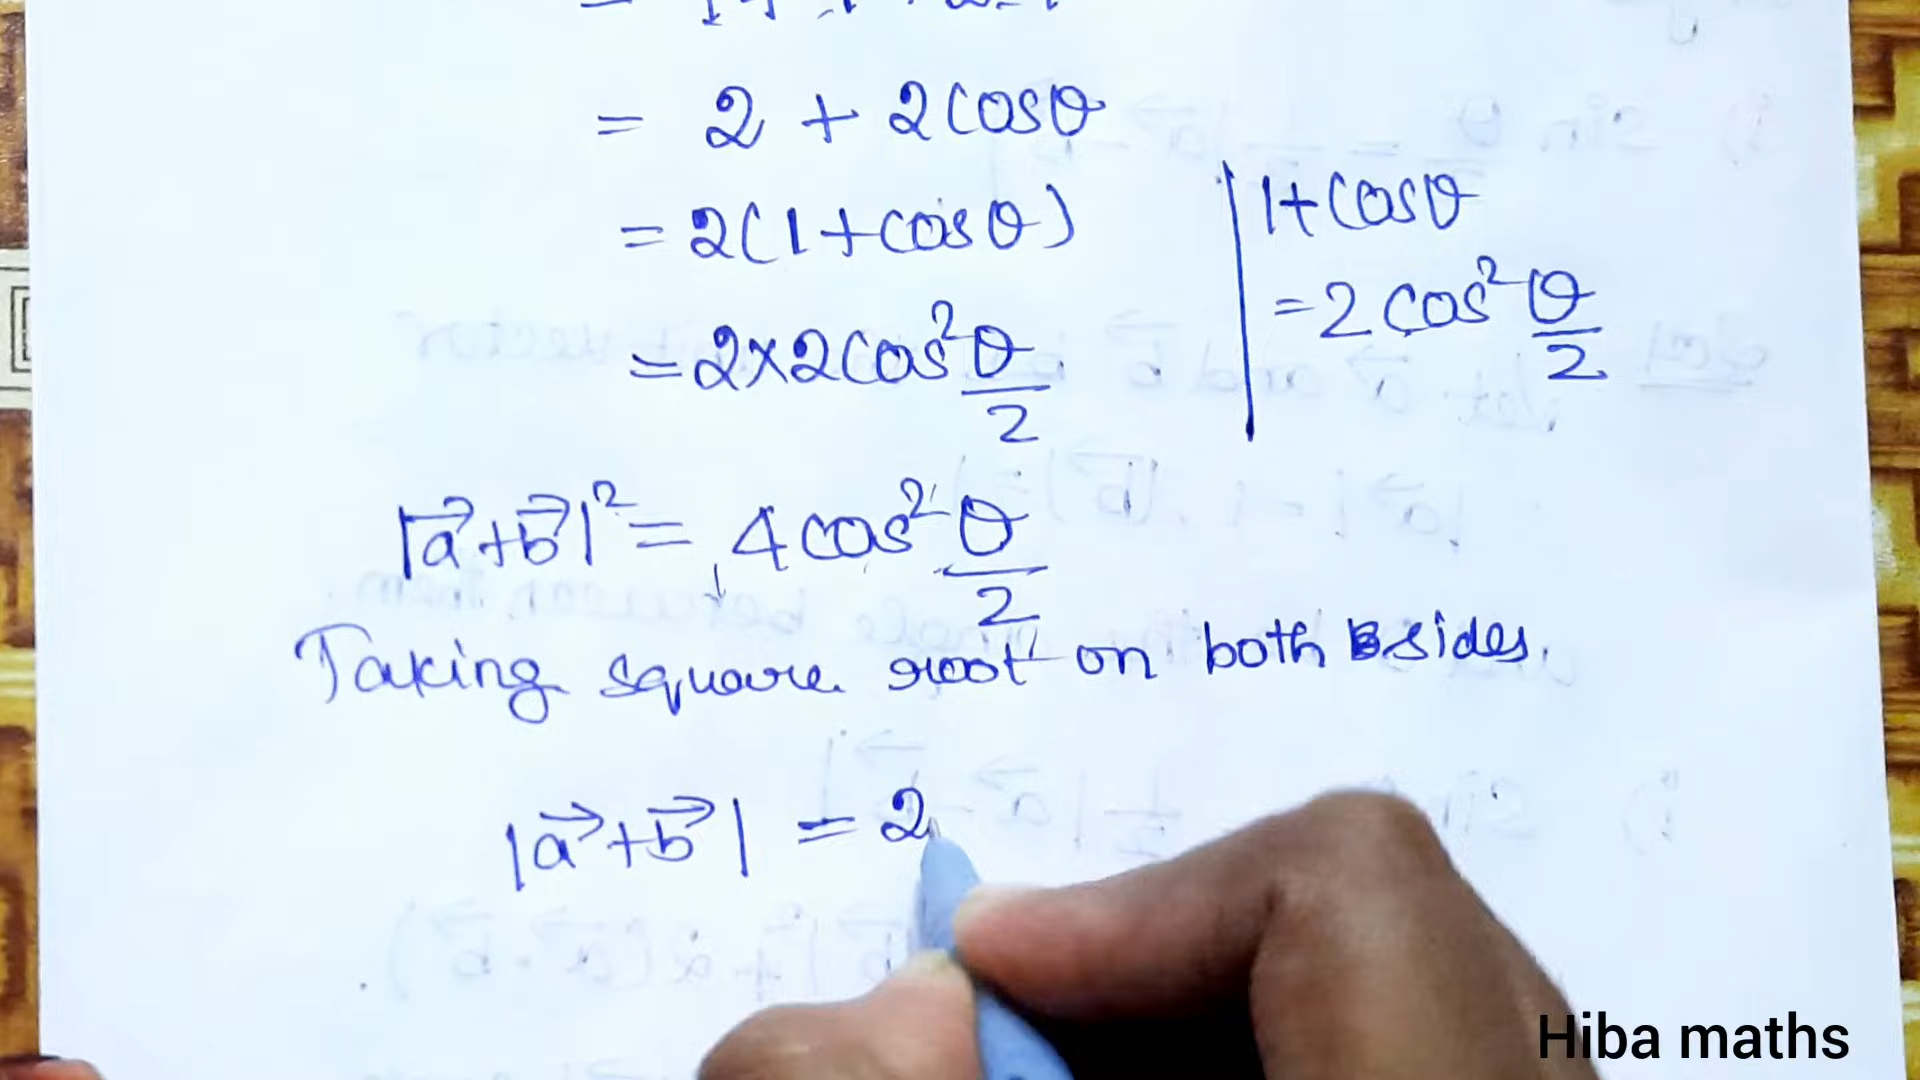 = 2 + 2cosθ
= 2(1+cosθ)
1+cosθ
= 2cos²θ/2
= 2×2cos²θ/2
|a⃗+b⃗|² = 4cos²θ/2
Taking square root on both sides.
|a⃗+b⃗| = 2
Hiba maths